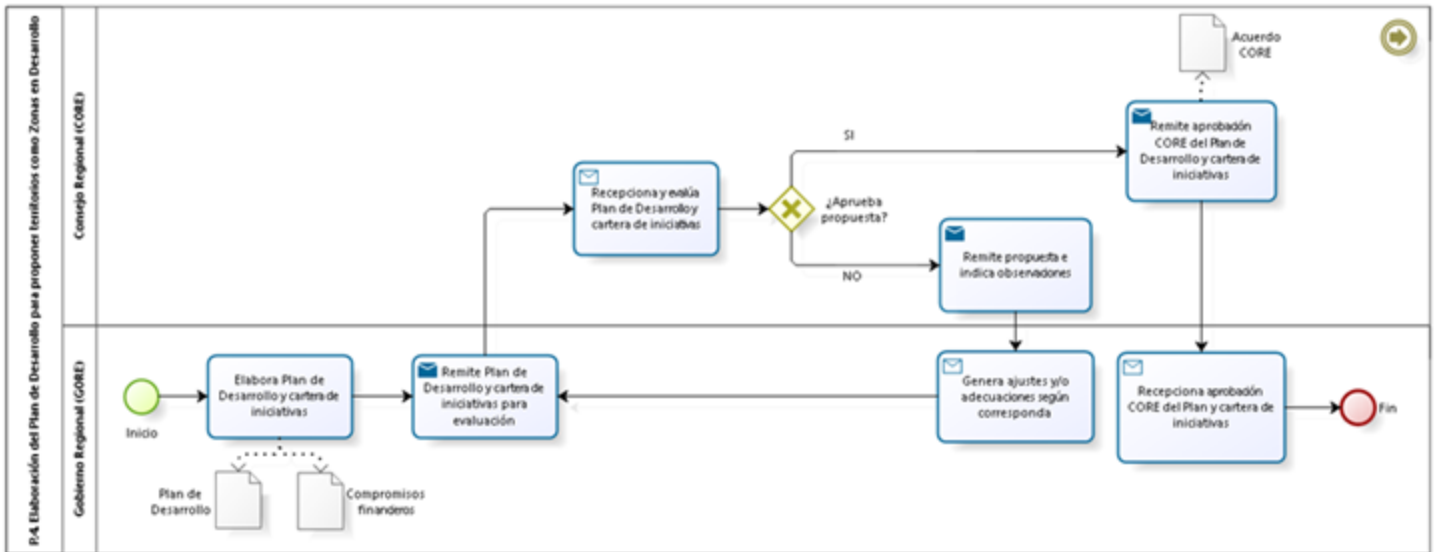 P.4. Elaboración del Plan de Desarrollo para proponer territorios como Zonas en Desarrollo
Consejo Regional (CORE)
Acuerdo
CORE
Remite aprobación
CORE del Plan de
Desarrollo y cartera de
iniciativas
SI
Recepciona y evalúa
Plan de Desarrollo y
cartera de iniciativas
¿Aprueba
propuesta?
NO
Remite propuesta e
indica observaciones
Gobierno Regional (GORE)
Inicio
Elabora Plan de
Desarrollo y cartera de
iniciativas
Remite Plan de
Desarrollo y cartera de
iniciativas para
evaluación
Genera ajustes y/o
adecuaciones según
corresponda
Recepciona aprobación
CORE del Plan y cartera de
iniciativas
Fin
Plan de
Desarrollo
Compromisos
financieros